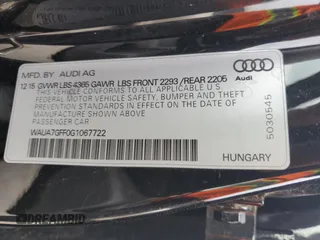 MFD. BY AUDI AG
12 15 GVWR LBS 4365 GAWR LBS FRONT 2293 /REAR 2205
THIS VEHICLE CONFORMS TO ALL APPLICABLE U.S.
FEDERAL MOTOR VEHICLE SAFETY, BUMPER, AND THEFT
PREVENTION STANDARDS IN EFFECT ON THE DATE OF
MANUFACTURE SHOWN ABOVE.
PASSENGER CAR
WAUA7GFF0G1067722
Audi
5030545
HUNGARY
DREAMBID